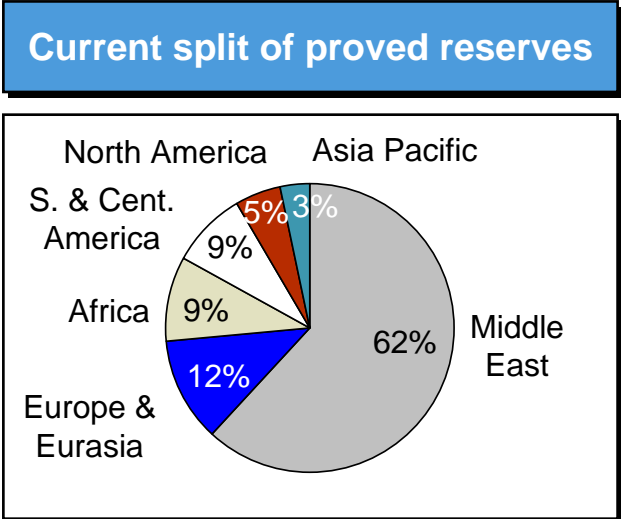 Current split of proved reserves
North America
Asia Pacific
S. & Cent.
America
5%
3%
9%
Africa
9%
62%
Middle
East
12%
Europe &
Eurasia